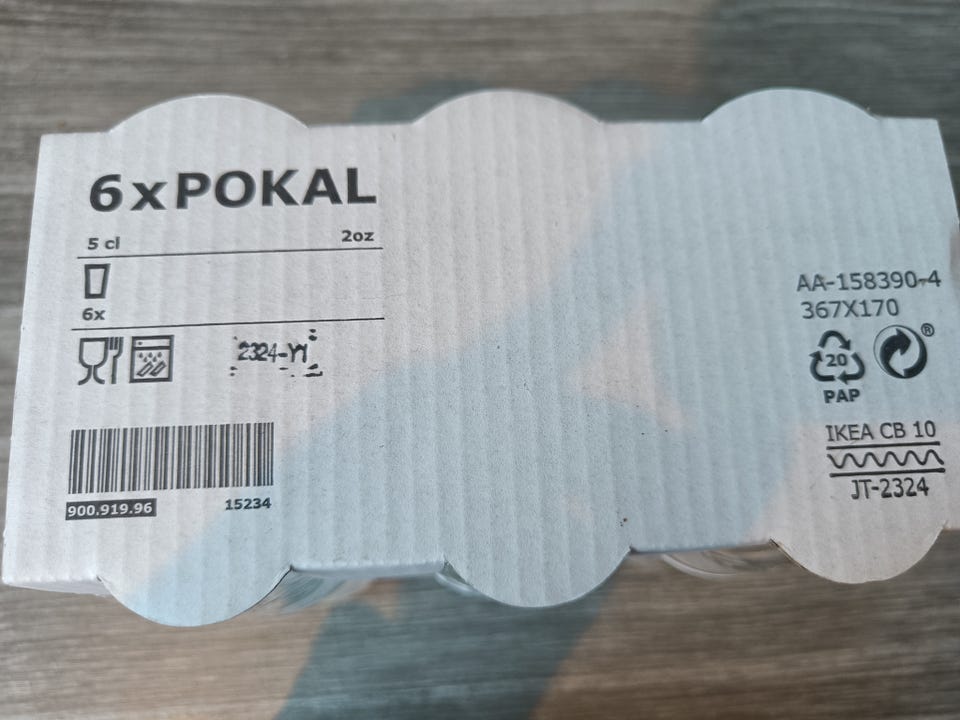 6xPOKAL
5 cl 2oz
6x
2324-YY
900.919.96 15234
AA-158390-4
367X170
20
PAP
®
IKEA CB 10
JT-2324